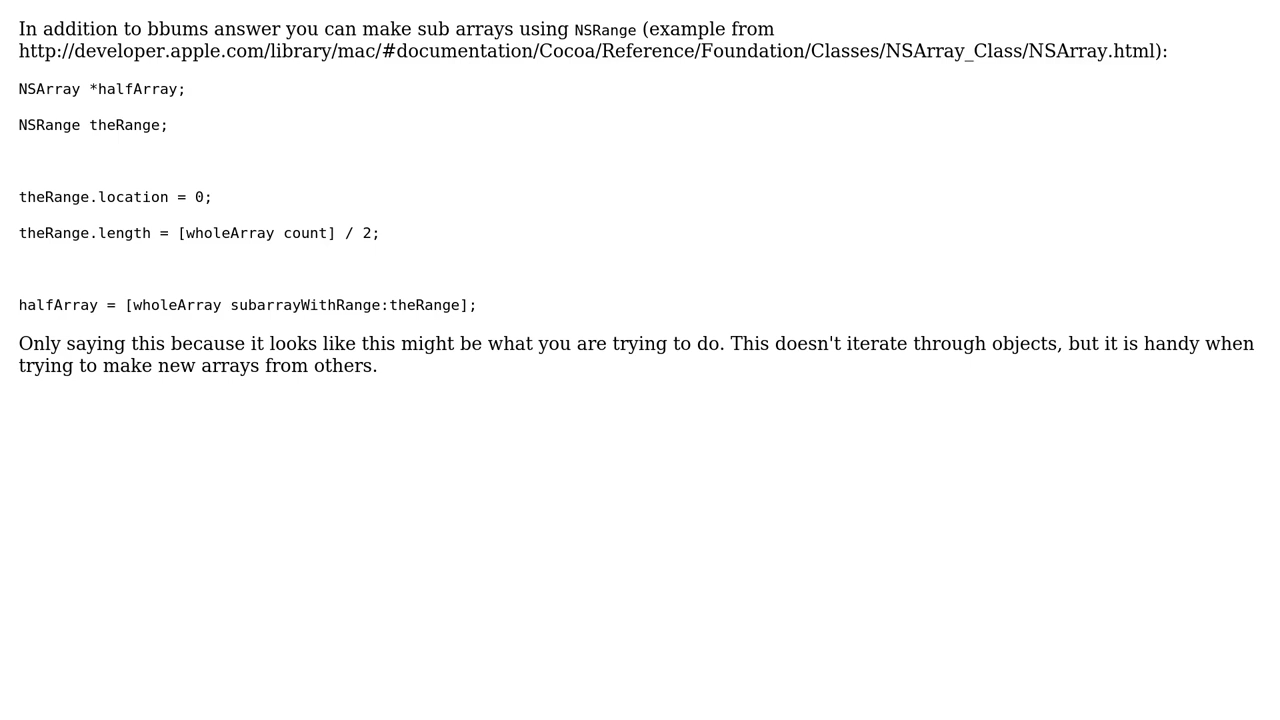 In addition to bbums answer you can make sub arrays using NSRange (example from
http://developer.apple.com/library/mac/#documentation/Cocoa/Reference/Foundation/Classes/NSArray_Class/NSArray.html):
NSArray *halfArray;
NSRange theRange;
theRange.location = 0;
theRange.length = [wholeArray count] / 2;
halfArray = [wholeArray subarrayWithRange:theRange];
Only saying this because it looks like this might be what you are trying to do. This doesn't iterate through objects, but it is handy when
trying to make new arrays from others.